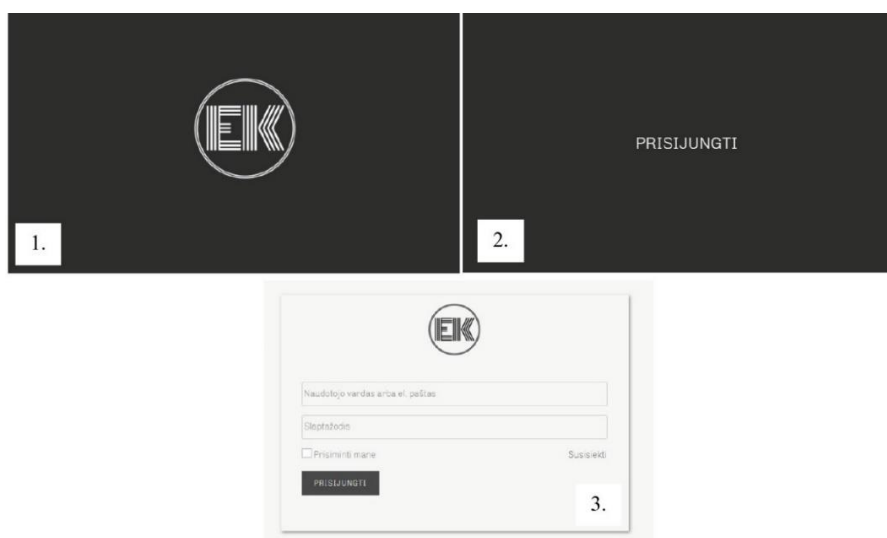 EK
1.
PRISIJUNGTI
2.
EK
Naudotojo vardas arba el. paštas
Slaptažodis
Prisiminti mane
Susisiekti
PRISIJUNGTI
3.